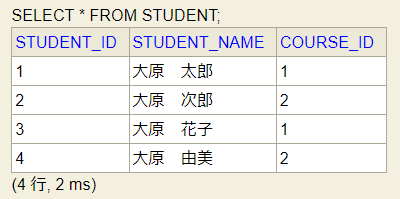 SELECT * FROM STUDENT;
STUDENT_ID STUDENT_NAME COURSE_ID
1 大原　太郎 1
2 大原　次郎 2
3 大原　花子 1
4 大原　由美 2
(4 行, 2 ms)